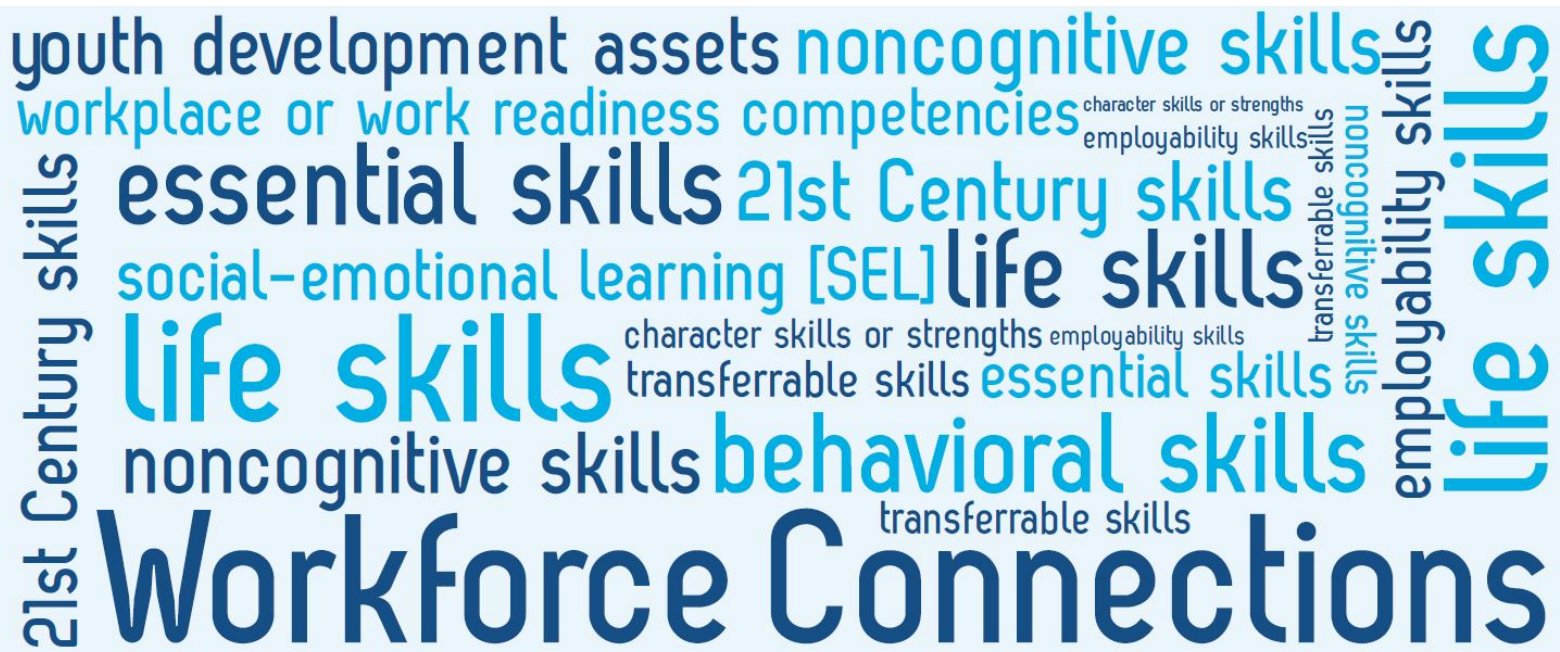 youth development assets noncognitive skills
workplace or work readiness competencies
character skills or strengths
employability skills
essential skills 21st Century skills
social-emotional learning [SEL] life skills
life skills
character skills or strengths employability skills
transferrable skills essential skills
noncognitive skills behavioral skills
transferrable skills
Workforce Connections
21st Century skills
transferrable skills
noncognitive skills
employability skills
life skills